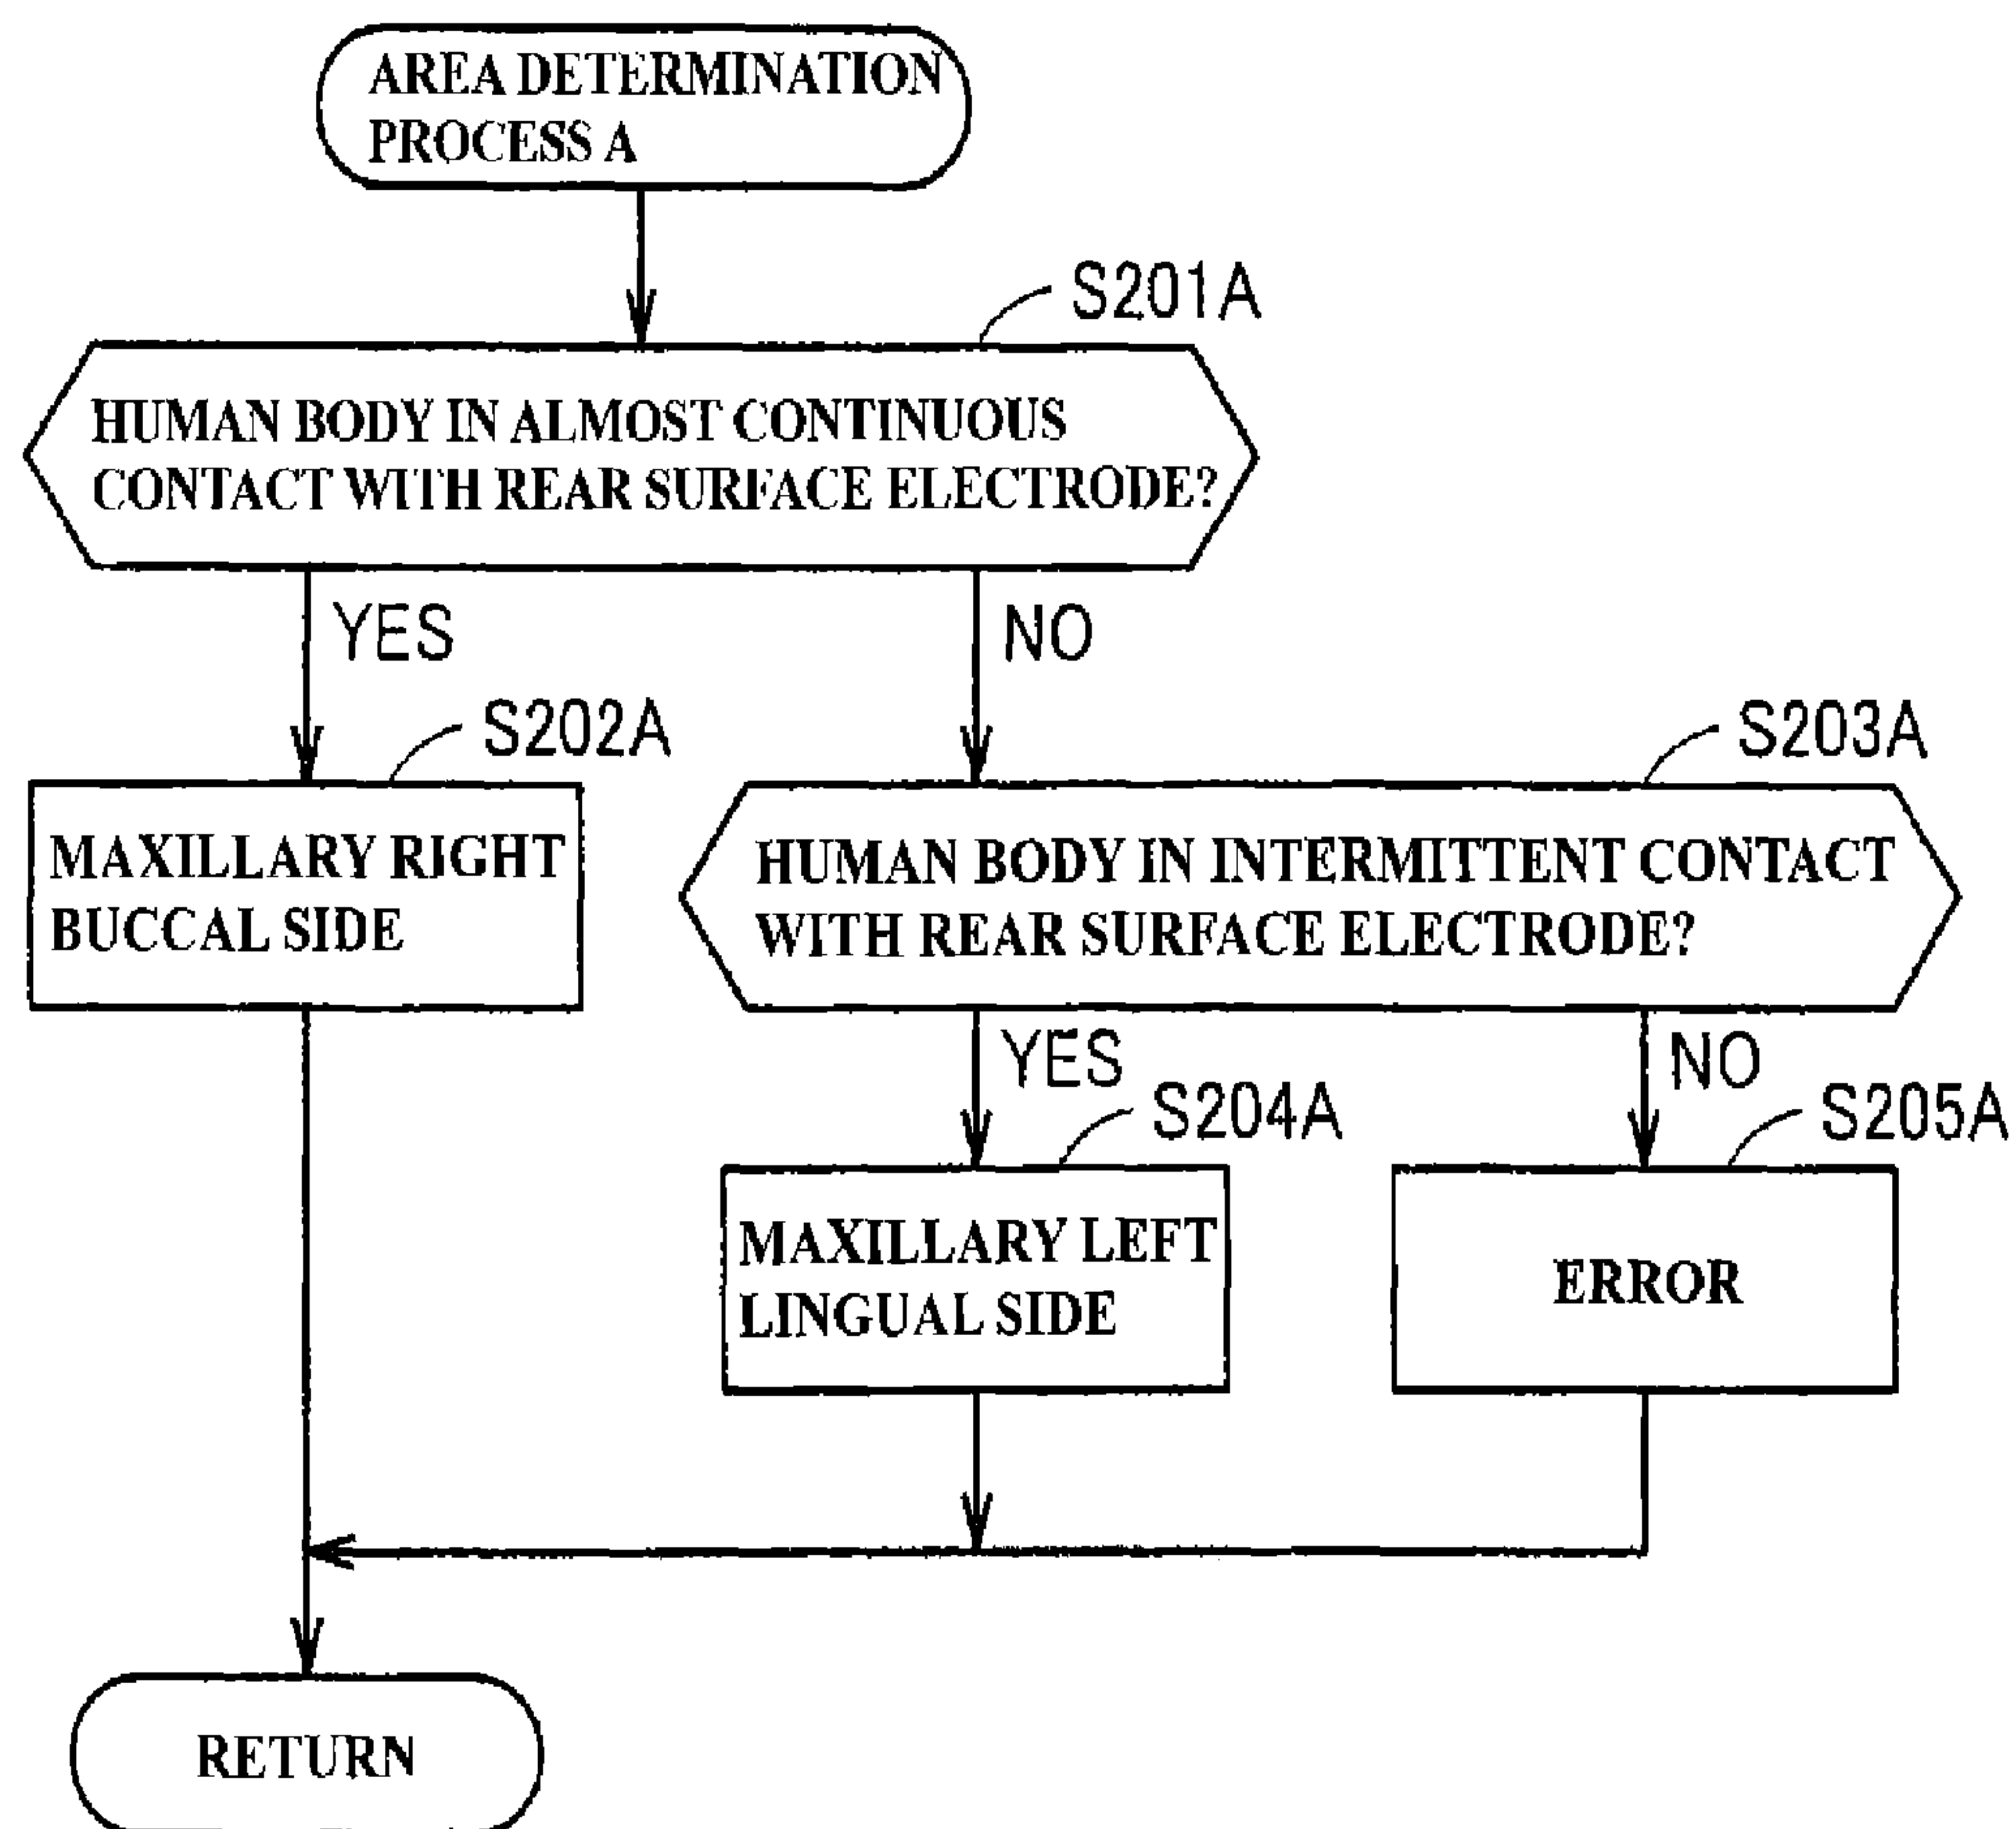 AREA DETERMINATION
PROCESS A
S201A
HUMAN BODY IN ALMOST CONTINUOUS
CONTACT WITH REAR SURFACE ELECTRODE?
YES
NO
S202A
S203A
MAXILLARY RIGHT
BUCCAL SIDE
HUMAN BODY IN INTERMITTENT CONTACT
WITH REAR SURFACE ELECTRODE?
YES
NO
S204A
S205A
MAXILLARY LEFT
LINGUAL SIDE
ERROR
RETURN